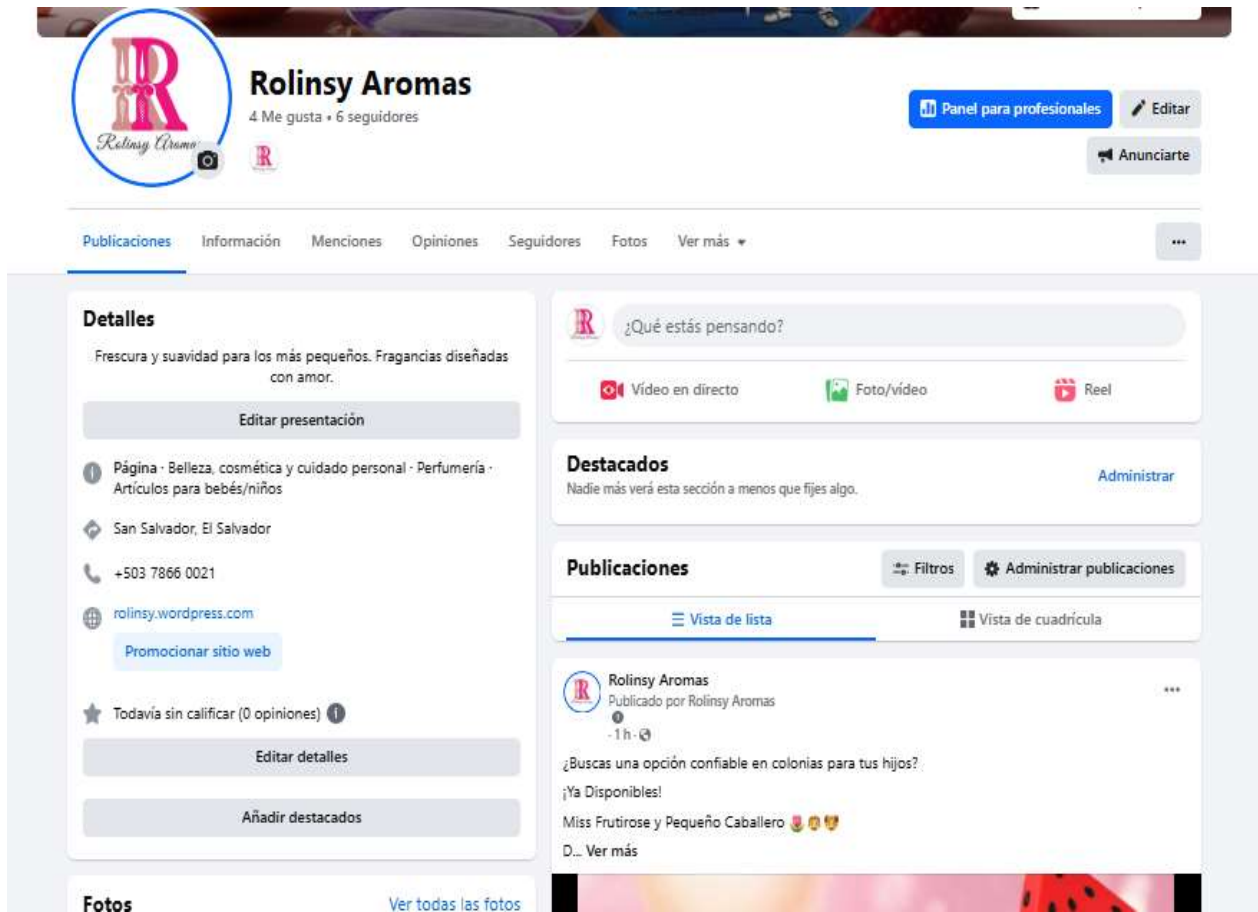 Rolinsy Aromas
4 Me gusta • 6 seguidores
Panel para profesionales
Editar
Anunciarte
Publicaciones
Información
Menciones
Opiniones
Seguidores
Fotos
Ver más
Detalles
Frescura y suavidad para los más pequeños. Fragancias diseñadas
con amor.
Editar presentación
Página · Belleza, cosmética y cuidado personal · Perfumería ·
Artículos para bebés/niños
San Salvador, El Salvador
+503 7866 0021
rolinsy.wordpress.com
Promocionar sitio web
Todavía sin calificar (0 opiniones)
Editar detalles
Añadir destacados
Fotos
Ver todas las fotos
¿Qué estás pensando?
Vídeo en directo
Foto/vídeo
Reel
Destacados
Nadie más verá esta sección a menos que fijes algo.
Administrar
Publicaciones
Filtros
Administrar publicaciones
Vista de lista
Vista de cuadrícula
Rolinsy Aromas
Publicado por Rolinsy Aromas
· 1 h ·
¿Buscas una opción confiable en colonias para tus hijos?
¡Ya Disponibles!
Miss Frutirose y Pequeño Caballero
D... Ver más